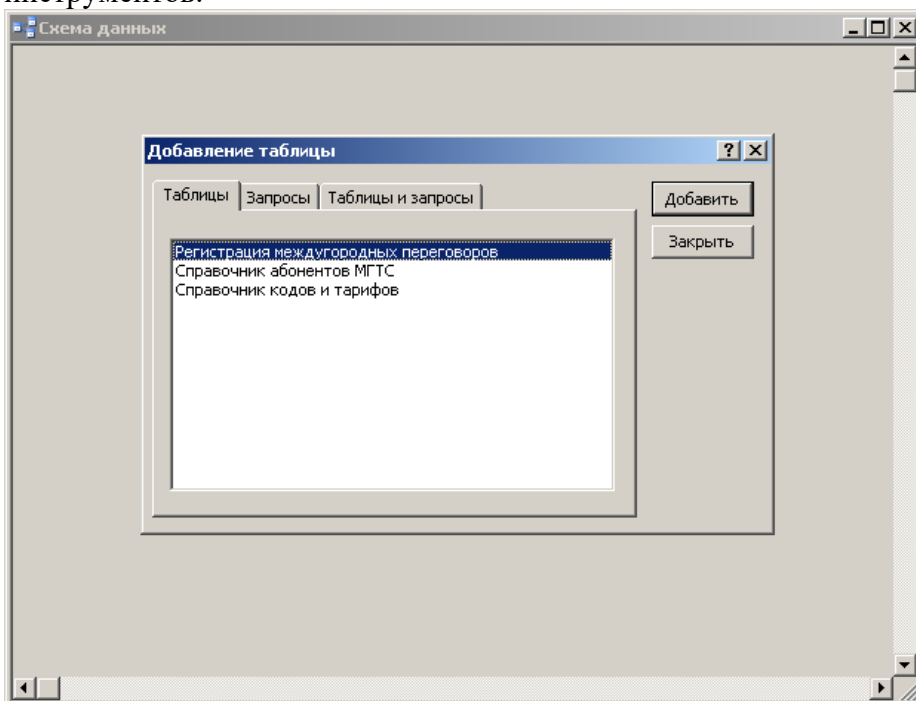 инструментов.
Схема данных
Добавление таблицы
Таблицы Запросы Таблицы и запросы
Добавить
Закрыть
Регистрация междугородных переговоров
Справочник абонентов МГТС
Справочник кодов и тарифов